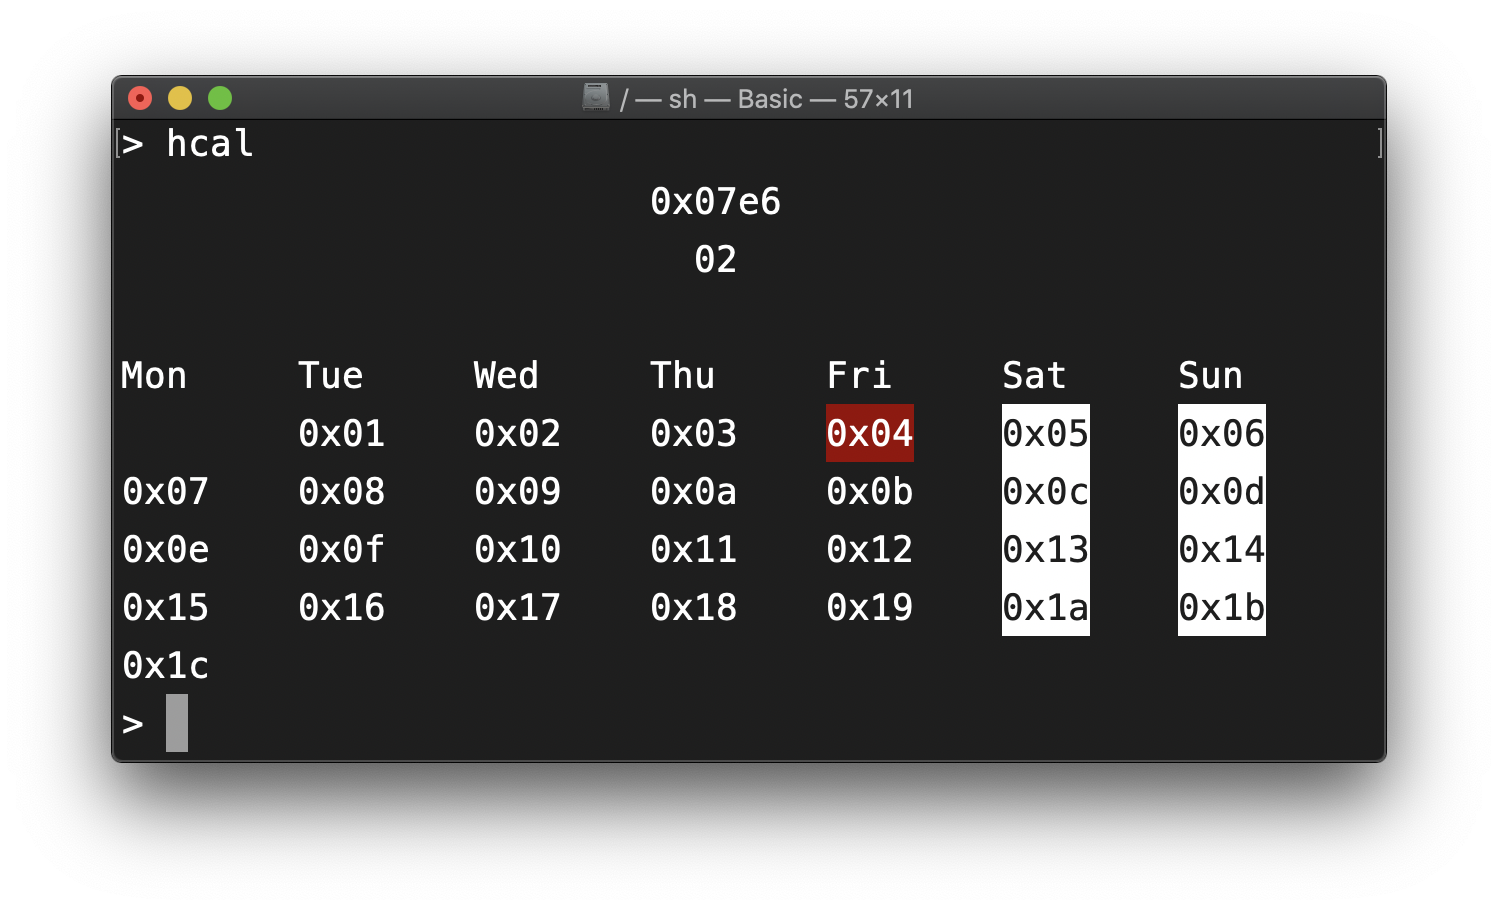 / — sh — Basic — 57×11
[> hcal ]
0x07e6
02
Mon Tue Wed Thu Fri Sat Sun
0x01 0x02 0x03 0x04 0x05 0x06
0x07 0x08 0x09 0x0a 0x0b 0x0c 0x0d
0x0e 0x0f 0x10 0x11 0x12 0x13 0x14
0x15 0x16 0x17 0x18 0x19 0x1a 0x1b
0x1c
>